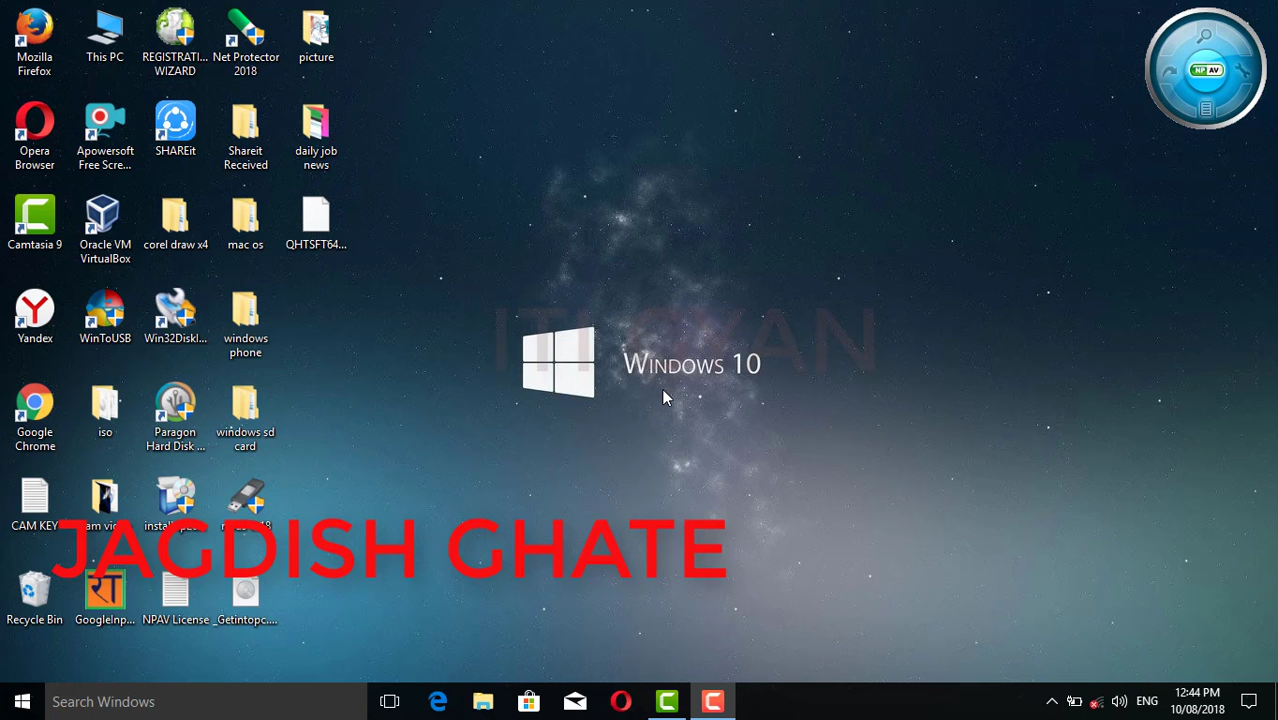 Mozilla
Firefox
This PC
REGISTRATI...
WIZARD
Net Protector
2018
picture
NP AV
Opera
Browser
Apowersoft
Free Scre...
SHAREit
Shareit
Received
daily job
news
Camtasia 9
Oracle VM
VirtualBox
corel draw x4
mac os
QHTSFT64...
Yandex
WinToUSB
Win32DiskI...
windows
phone
WINDOWS 10
Google
Chrome
iso
Paragon
Hard Disk ...
windows sd
card
CAM KEY
JAGDISH GHATE
Recycle Bin
GoogleInp...
NPAV License
_Getintopc....
रा
Search Windows
ENG
12:44 PM
10/08/2018